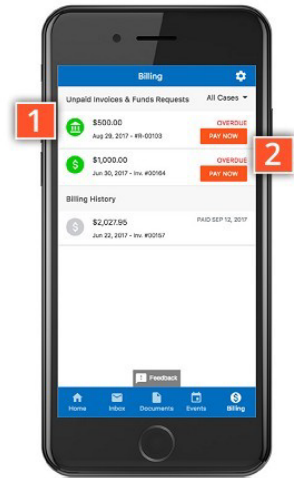 Billing
Unpaid Invoices & Funds Requests All Cases
1
$500.00 OVERDUE
Aug 29, 2017 - #R-00103 PAY NOW
2
$1,000.00 OVERDUE
Jun 30, 2017 - Inv. #00164 PAY NOW
Billing History
$2,027.95 PAID SEP 12, 2017
Jun 22, 2017 - Inv. #00157
Feedback
Home Inbox Documents Events Billing